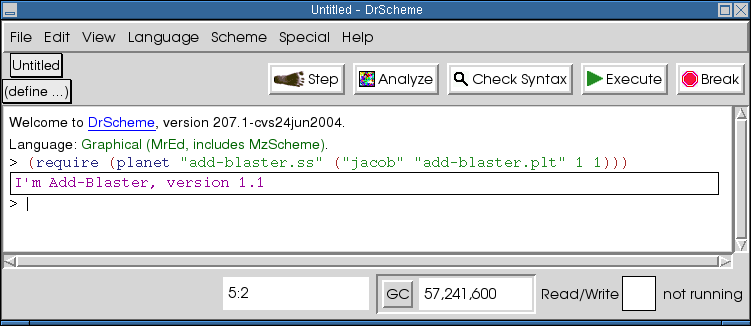 Untitled - DrScheme
File Edit View Language Scheme Special Help
Untitled
(define ...)
Step Analyze Check Syntax Execute Break
Welcome to DrScheme, version 207.1-cvs24jun2004.
Language: Graphical (MrEd, includes MzScheme).
> (require (planet "add-blaster.ss" ("jacob" "add-blaster.plt" 1 1)))
I'm Add-Blaster, version 1.1
>
5:2 GC 57,241,600 Read/Write not running